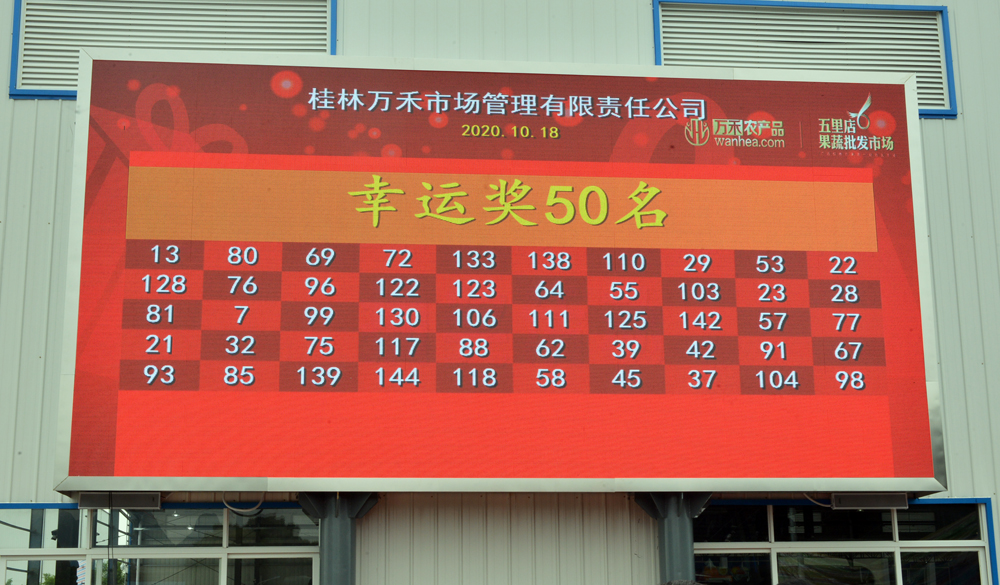 桂林万禾市场管理有限责任公司
2020.10.18
万禾农产品
wanhea.com
五里店
果蔬批发市场
幸运奖50名
13 80 69 72 133 138 110 29 53 22
128 76 96 122 123 64 55 103 23 28
81 7 99 130 106 111 125 142 57 77
21 32 75 117 88 62 39 42 91 67
93 85 139 144 118 58 45 37 104 98